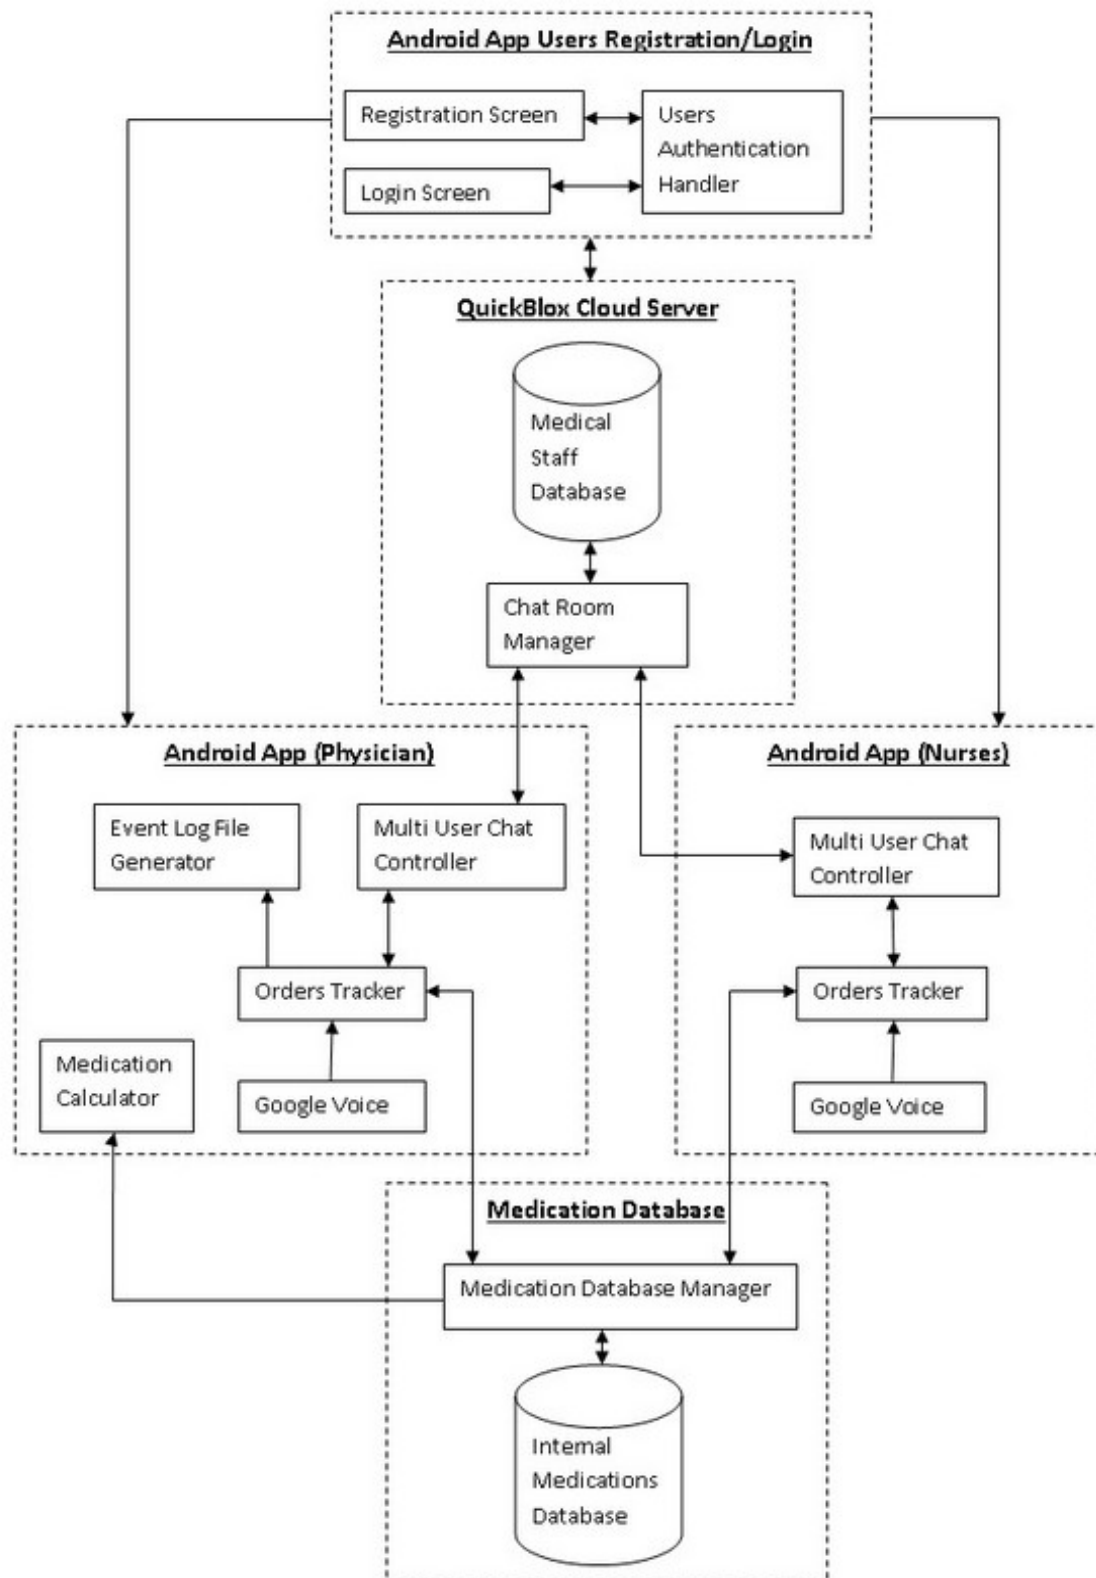 Android App Users Registration/Login
Registration Screen
Users
Authentication
Handler
Login Screen
QuickBlox Cloud Server
Medical
Staff
Database
Chat Room
Manager
Android App (Physician)
Event Log File
Generator
Multi User Chat
Controller
Orders Tracker
Medication
Calculator
Google Voice
Android App (Nurses)
Multi User Chat
Controller
Orders Tracker
Google Voice
Medication Database
Medication Database Manager
Internal
Medications
Database